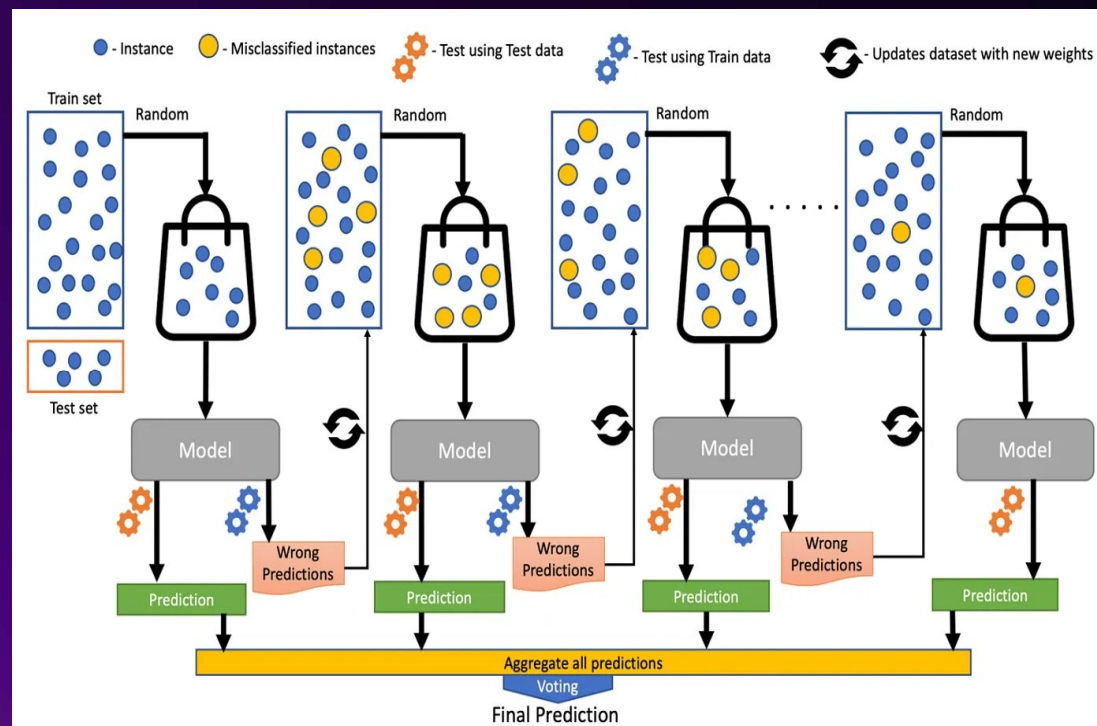 - Instance
- Misclassified instances
- Test using Test data
- Test using Train data
- Updates dataset with new weights
Train set
Random
Random
Random
Random
Test set
Model
Model
Model
Model
Wrong
Predictions
Wrong
Predictions
Wrong
Predictions
Prediction
Prediction
Prediction
Prediction
Aggregate all predictions
Voting
Final Prediction